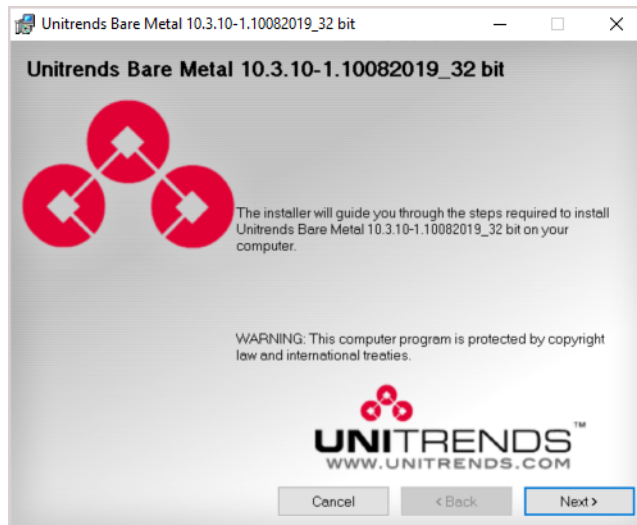 Unitrends Bare Metal 10.3.10-1.10082019_32 bit
Unitrends Bare Metal 10.3.10-1.10082019_32 bit
The installer will guide you through the steps required to install
Unitrends Bare Metal 10.3.10-1.10082019_32 bit on your
computer.
WARNING: This computer program is protected by copyright
law and international treaties.
UNITRENDS™
WWW.UNITRENDS.COM
Cancel
< Back
Next >